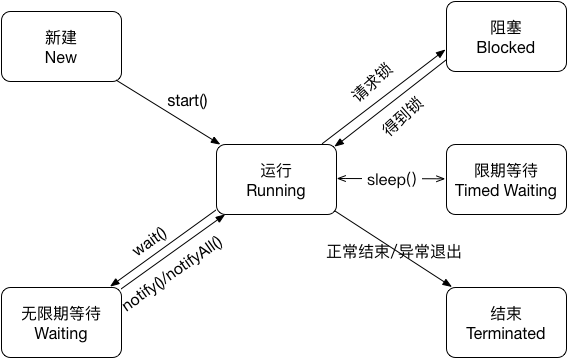 新建
New
阻塞
Blocked
start()
请求锁
得到锁
运行
Running
sleep()
限期等待
Timed Waiting
wait()
notify()/notifyAll()
正常结束/异常退出
无限期等待
Waiting
结束
Terminated